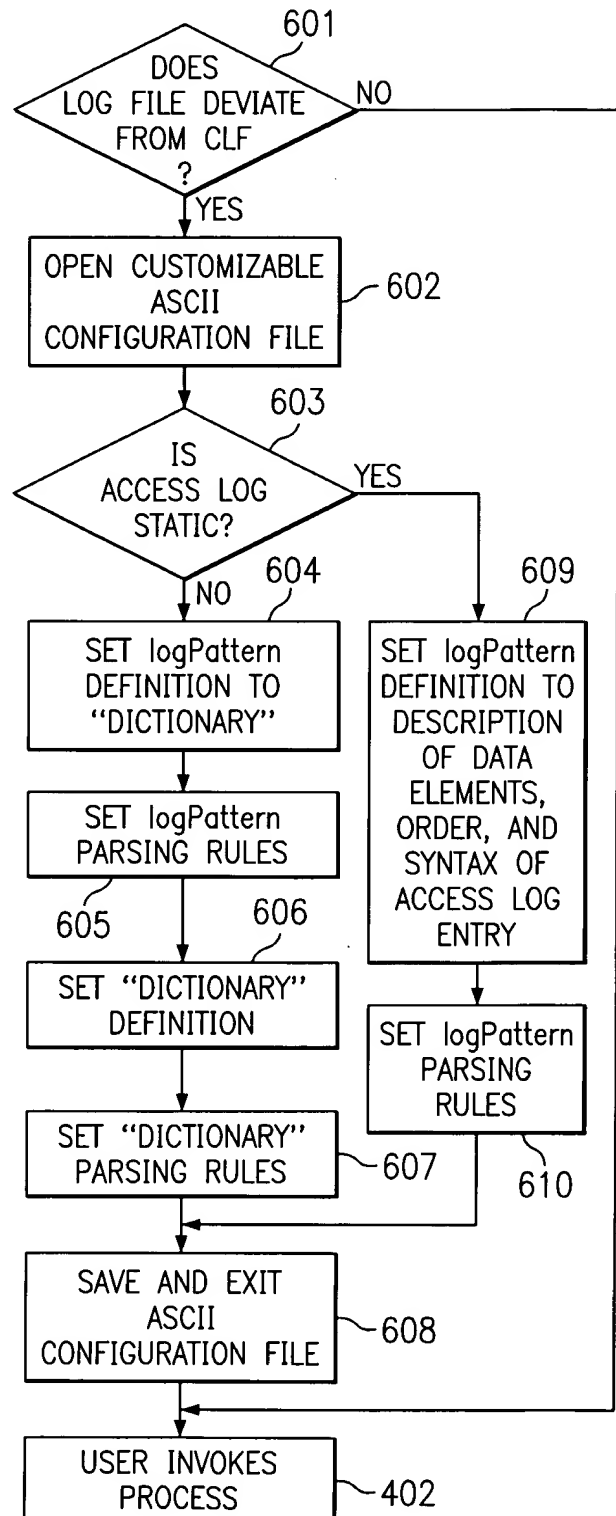 601
DOES
LOG FILE DEVIATE
FROM CLF
?
NO
YES
OPEN CUSTOMIZABLE
ASCII
CONFIGURATION FILE
602
603
IS
ACCESS LOG
STATIC?
YES
NO
604
SET logPattern
DEFINITION TO
“DICTIONARY”
SET logPattern
PARSING RULES
605
606
SET “DICTIONARY”
DEFINITION
SET “DICTIONARY”
PARSING RULES
607
609
SET logPattern
DEFINITION TO
DESCRIPTION
OF DATA
ELEMENTS,
ORDER, AND
SYNTAX OF
ACCESS LOG
ENTRY
SET logPattern
PARSING
RULES
610
SAVE AND EXIT
ASCII
CONFIGURATION FILE
608
USER INVOKES
PROCESS
402